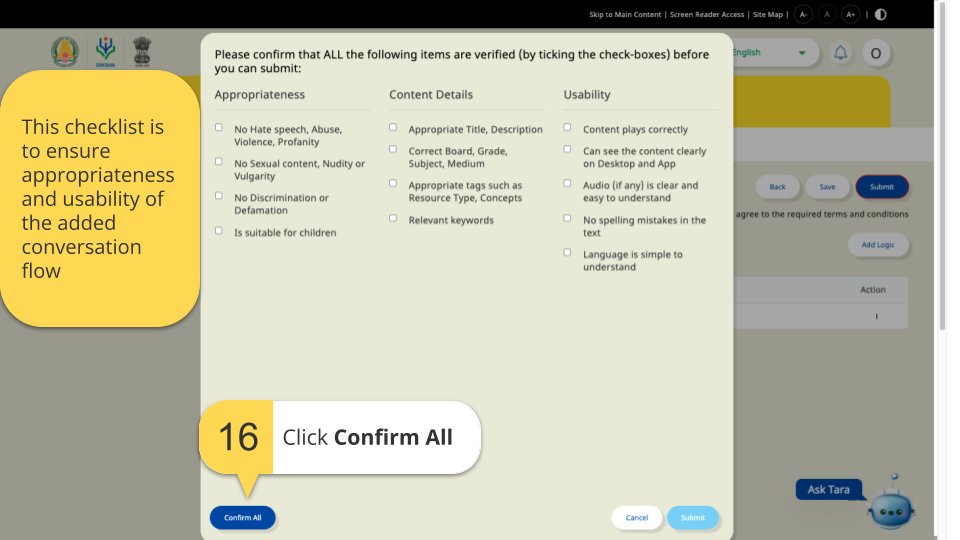 Skip to Main Content | Screen Reader Access | Site Map | A- A A+ |
DIKSHA
English
O
This checklist is
to ensure
appropriateness
and usability of
the added
conversation
flow
Please confirm that ALL the following items are verified (by ticking the check-boxes) before
you can submit:
Appropriateness
No Hate speech, Abuse,
Violence, Profanity
No Sexual content, Nudity or
Vulgarity
No Discrimination or
Defamation
Is suitable for children
Content Details
Appropriate Title, Description
Correct Board, Grade,
Subject, Medium
Appropriate tags such as
Resource Type, Concepts
Relevant keywords
Usability
Content plays correctly
Can see the content clearly
on Desktop and App
Audio (if any) is clear and
easy to understand
No spelling mistakes in the
text
Language is simple to
understand
Back Save Submit
agree to the required terms and conditions
Add Logic
Action
16 Click Confirm All
Ask Tara
Confirm All Cancel Submit